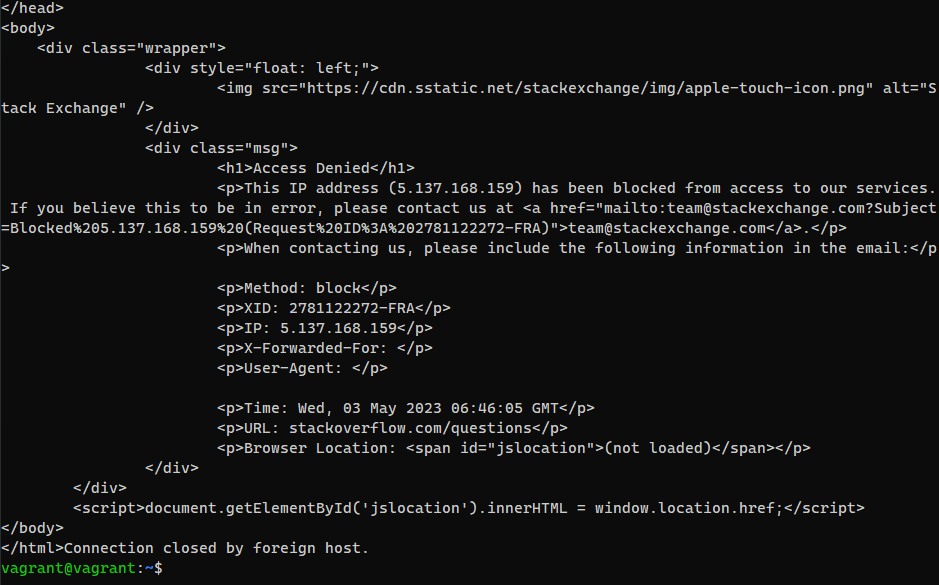 </head>
<body>
    <div class="wrapper">
                <div style="float: left;">
                        <img src="https://cdn.sstatic.net/stackexchange/img/apple-touch-icon.png" alt="S
tack Exchange" />
                </div>
                <div class="msg">
                        <h1>Access Denied</h1>
                        <p>This IP address (5.137.168.159) has been blocked from access to our services.
 If you believe this to be in error, please contact us at <a href="mailto:team@stackexchange.com?Subject
=Blocked%205.137.168.159%20(Request%20ID%3A%202781122272-FRA)">team@stackexchange.com</a>.</p>
                        <p>When contacting us, please include the following information in the email:</p
>
                        <p>Method: block</p>
                        <p>XID: 2781122272-FRA</p>
                        <p>IP: 5.137.168.159</p>
                        <p>X-Forwarded-For: </p>
                        <p>User-Agent: </p>

                        <p>Time: Wed, 03 May 2023 06:46:05 GMT</p>
                        <p>URL: stackoverflow.com/questions</p>
                        <p>Browser Location: <span id="jslocation">(not loaded)</span></p>
                </div>
        </div>
        <script>document.getElementById('jslocation').innerHTML = window.location.href;</script>
</body>
</html>Connection closed by foreign host.
vagrant@vagrant:~$